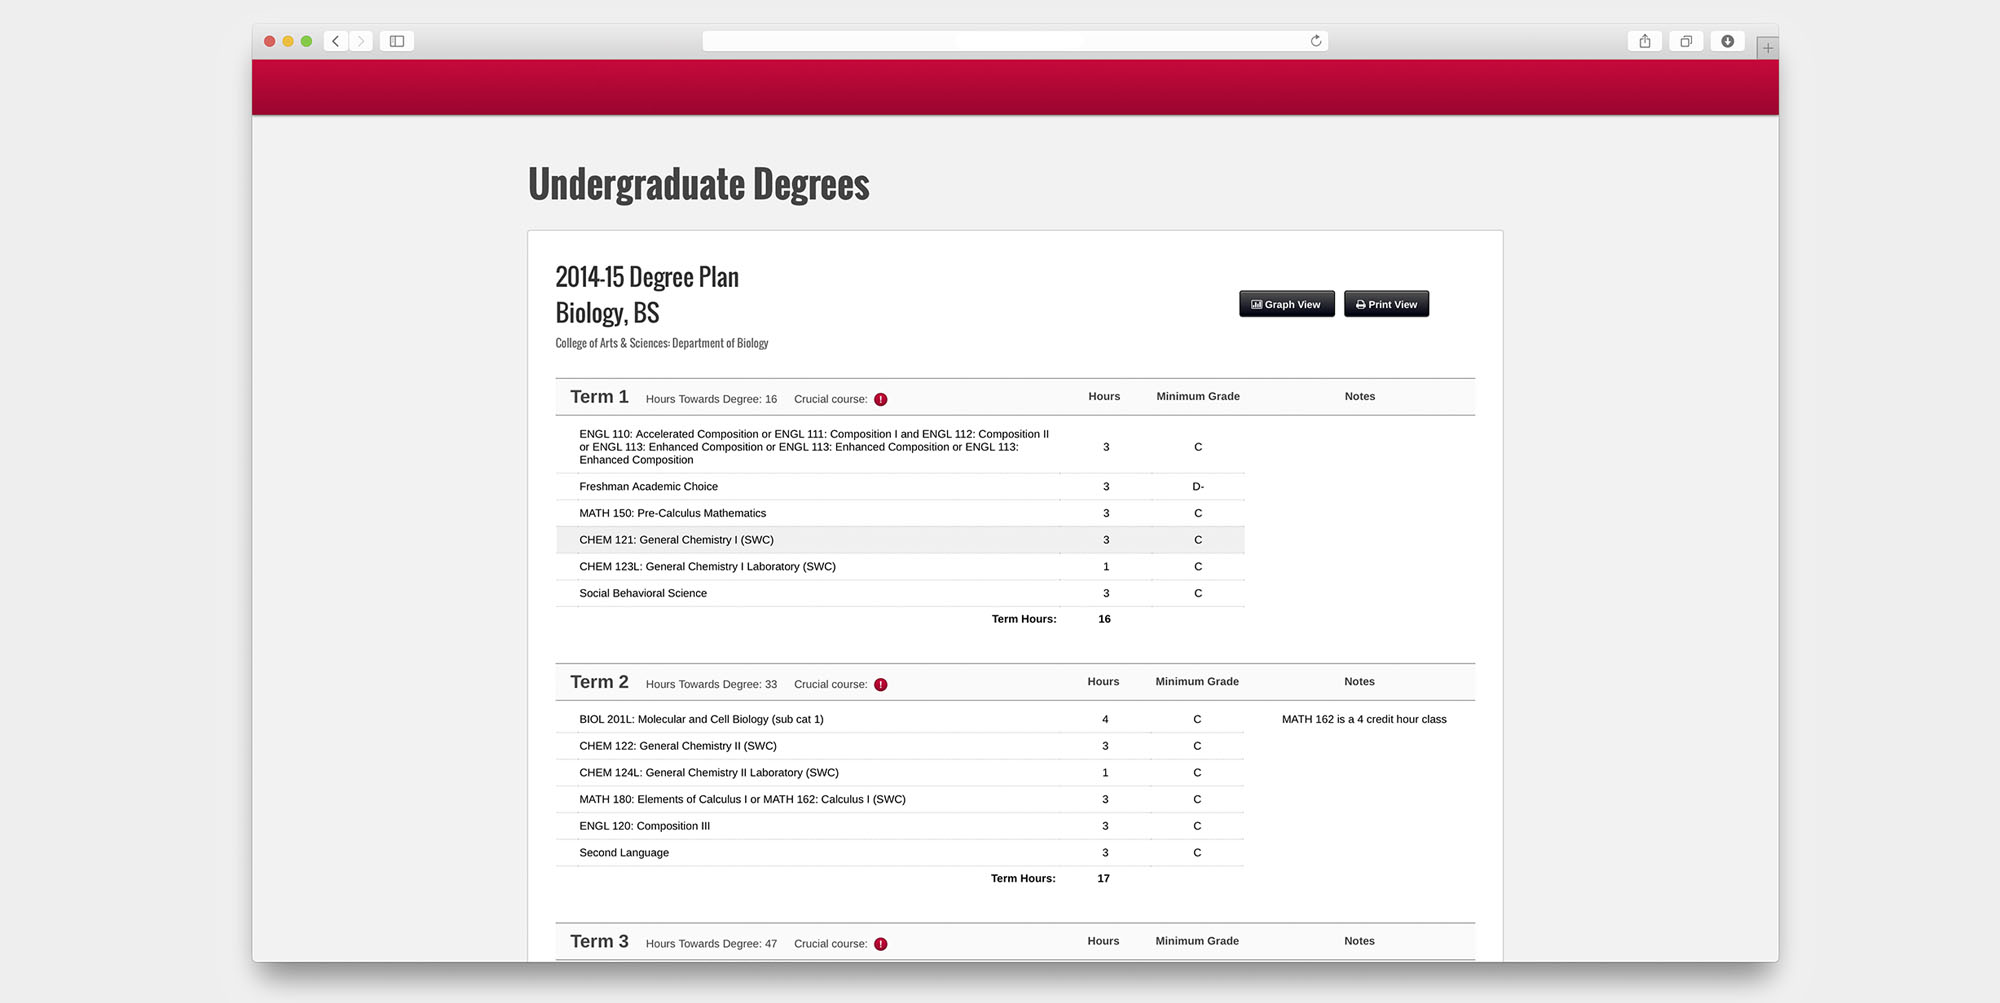 Undergraduate Degrees
2014-15 Degree Plan
Biology, BS
College of Arts & Sciences: Department of Biology
Graph View
Print View
Term 1 Hours Towards Degree: 16 Crucial course: ! Hours Minimum Grade Notes
ENGL 110: Accelerated Composition or ENGL 111: Composition I and ENGL 112: Composition II
or ENGL 113: Enhanced Composition or ENGL 113: Enhanced Composition or ENGL 113: 3 C
Enhanced Composition
Freshman Academic Choice 3 D-
MATH 150: Pre-Calculus Mathematics 3 C
CHEM 121: General Chemistry I (SWC) 3 C
CHEM 123L: General Chemistry I Laboratory (SWC) 1 C
Social Behavioral Science 3 C
Term Hours: 16
Term 2 Hours Towards Degree: 33 Crucial course: ! Hours Minimum Grade Notes
BIOL 201L: Molecular and Cell Biology (sub cat 1) 4 C MATH 162 is a 4 credit hour class
CHEM 122: General Chemistry II (SWC) 3 C
CHEM 124L: General Chemistry II Laboratory (SWC) 1 C
MATH 180: Elements of Calculus I or MATH 162: Calculus I (SWC) 3 C
ENGL 120: Composition III 3 C
Second Language 3 C
Term Hours: 17
Term 3 Hours Towards Degree: 47 Crucial course: ! Hours Minimum Grade Notes